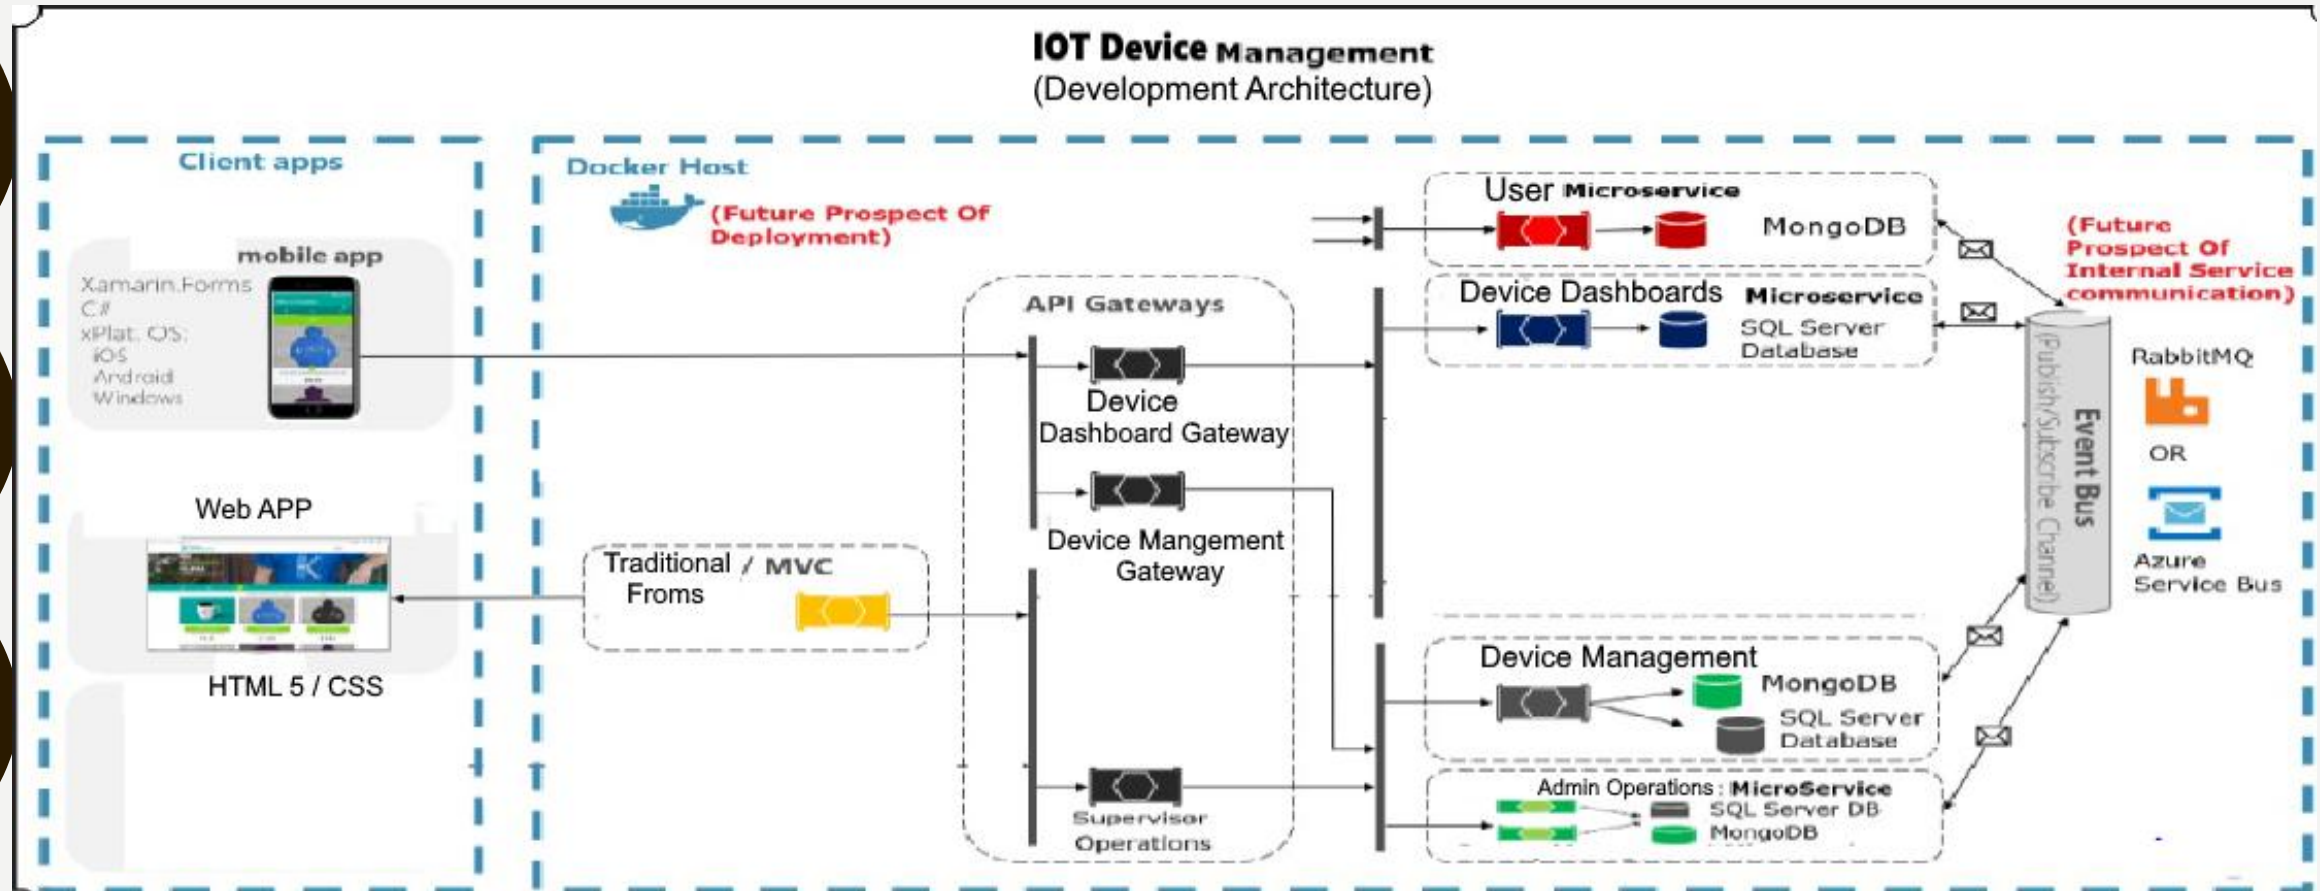 IOT Device Management
(Development Architecture)
Client apps
mobile app
Xamarin.Forms
C#
xPlat. OS:
iOS
Android
Windows
Web APP
HTML 5 / CSS
Docker Host
(Future Prospect Of
Deployment)
Traditional / MVC
Froms
API Gateways
Device
Dashboard Gateway
Device Mangement
Gateway
Supervisor
Operations
User Microservice
MongoDB
Device Dashboards Microservice
SQL Server
Database
Device Management
MongoDB
SQL Server
Database
Admin Operations : MicroService
SQL Server DB
MongoDB
(Future
Prospect Of
Internal Service
communication)
Event Bus
(Publish/Subscribe Channel)
RabbitMQ
OR
Azure
Service Bus